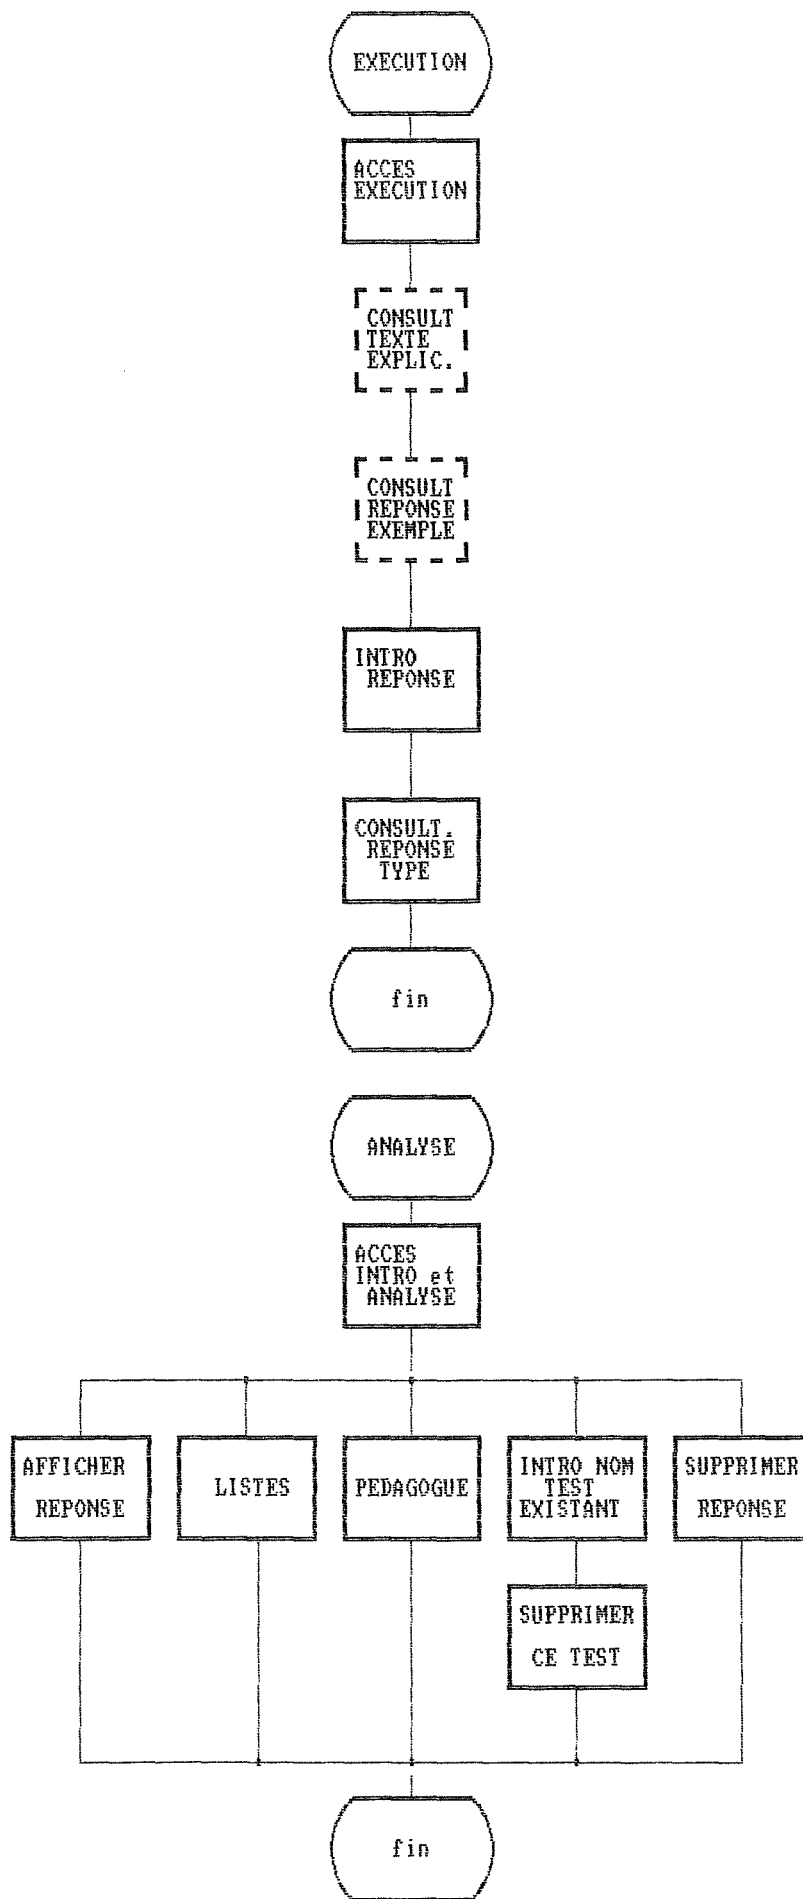 EXECUTION
ACCES
EXECUTION
CONSULT
TEXTE
EXPLIC.
CONSULT
REPONSE
EXEMPLE
INTRO
REPONSE
CONSULT.
REPONSE
TYPE
fin
ANALYSE
ACCES
INTRO et
ANALYSE
AFFICHER
REPONSE
LISTES
PEDAGOGUE
INTRO NOM
TEST
EXISTANT
SUPPRIMER
REPONSE
SUPPRIMER
CE TEST
fin